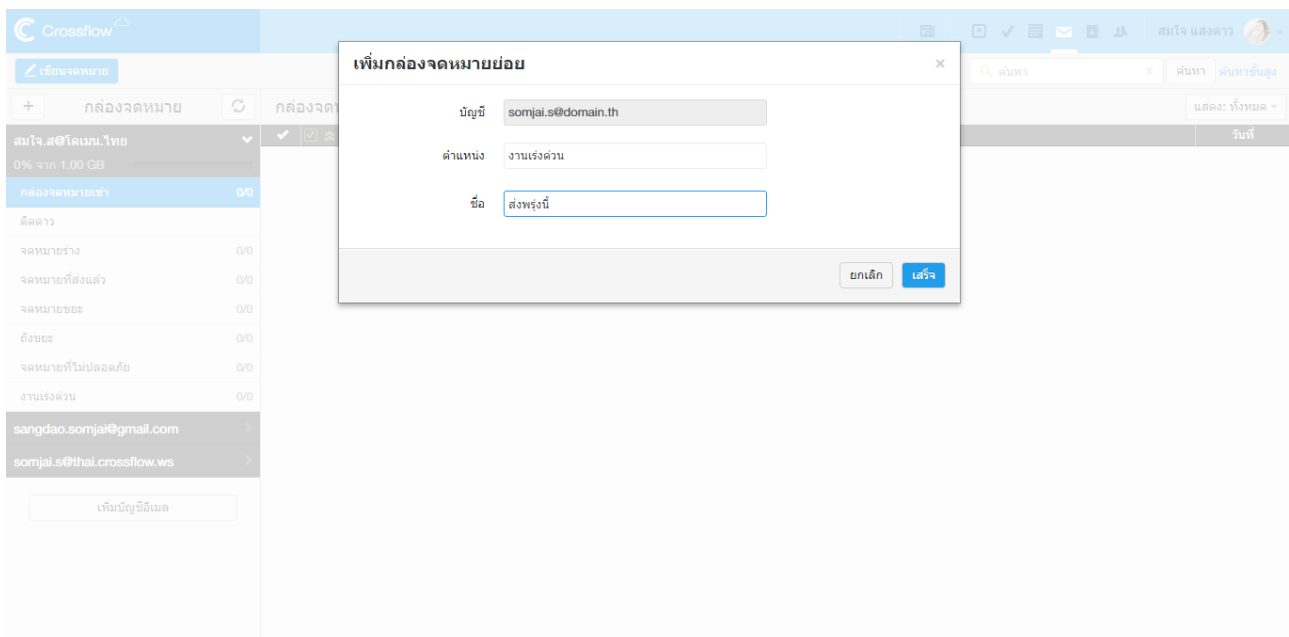 Crossflow
สมใจ แสงดาว
เขียนจดหมาย
ค้นหา x ค้นหา ค้นหาขั้นสูง
+ กล่องจดหมาย
กล่องจด
แสดง: ทั้งหมด
สมใจ.ส@โดเมน.ไทย
วันที่
0% จาก 1.00 GB
กล่องจดหมายเข้า 0/0
ติดดาว
จดหมายร่าง 0/0
จดหมายที่ส่งแล้ว 0/0
จดหมายขยะ 0/0
ถังขยะ 0/0
จดหมายที่ไม่ปลอดภัย 0/0
งานเร่งด่วน 0/0
sangdao.somjai@gmail.com
somjai.s@thai.crossflow.ws
เพิ่มบัญชีอีเมล
เพิ่มกล่องจดหมายย่อย ×
บัญชี somjai.s@domain.th
ตำแหน่ง งานเร่งด่วน
ชื่อ ส่งพรุ่งนี้
ยกเลิก เสร็จ